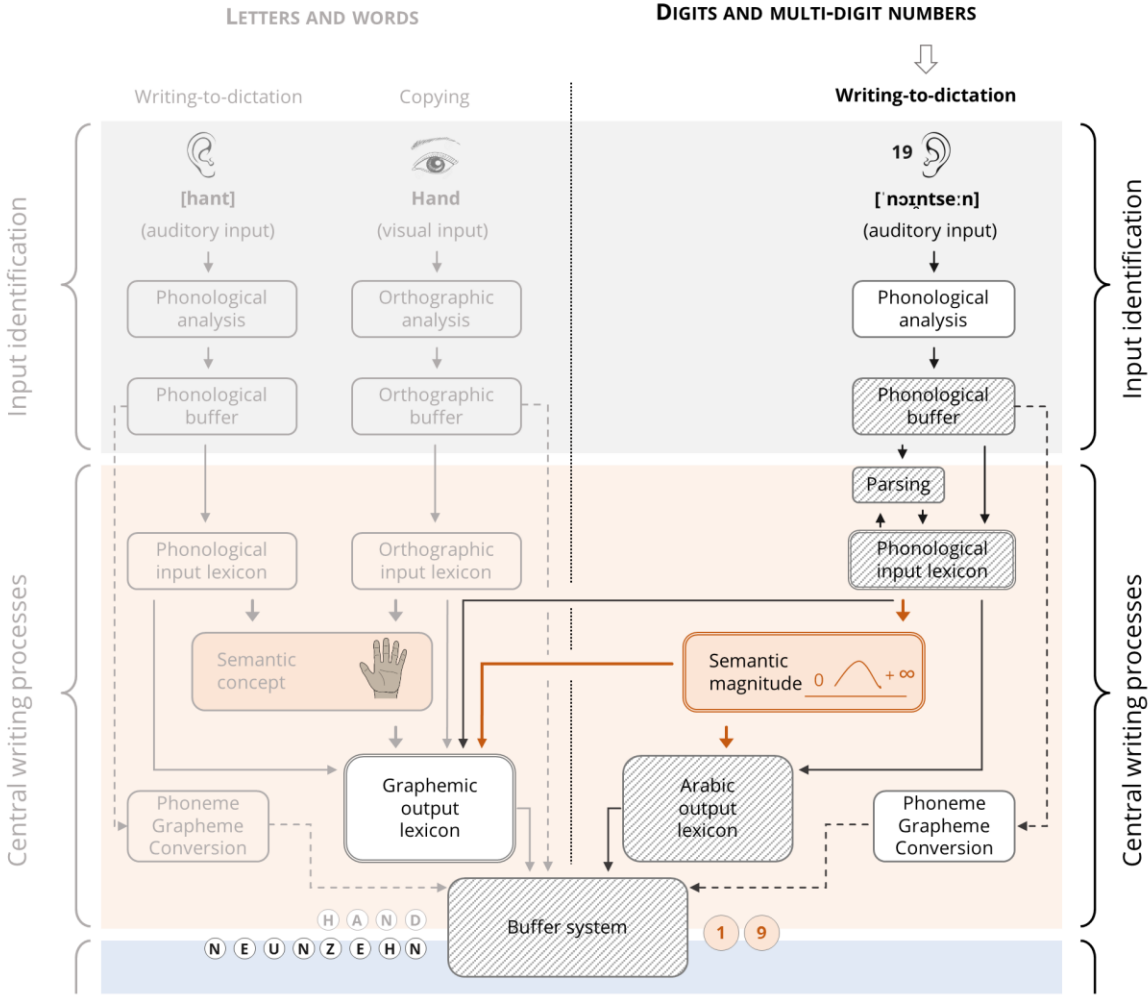 LETTERS AND WORDS
DIGITS AND MULTI-DIGIT NUMBERS
Writing-to-dictation
Copying
Writing-to-dictation
Input identification
[hant]
(auditory input)
Hand
(visual input)
19
[ˈnɔɪ̯ntseːn]
(auditory input)
Input identification
Phonological
analysis
Orthographic
analysis
Phonological
analysis
Phonological
buffer
Orthographic
buffer
Phonological
buffer
Central writing processes
Parsing
Phonological
input lexicon
Orthographic
input lexicon
Phonological
input lexicon
Central writing processes
Semantic
concept
Semantic
magnitude
0
+ ∞
Graphemic
output
lexicon
Arabic
output
lexicon
Phoneme
Grapheme
Conversion
Phoneme
Grapheme
Conversion
Buffer system
H A N D
N E U N Z E H N
1 9